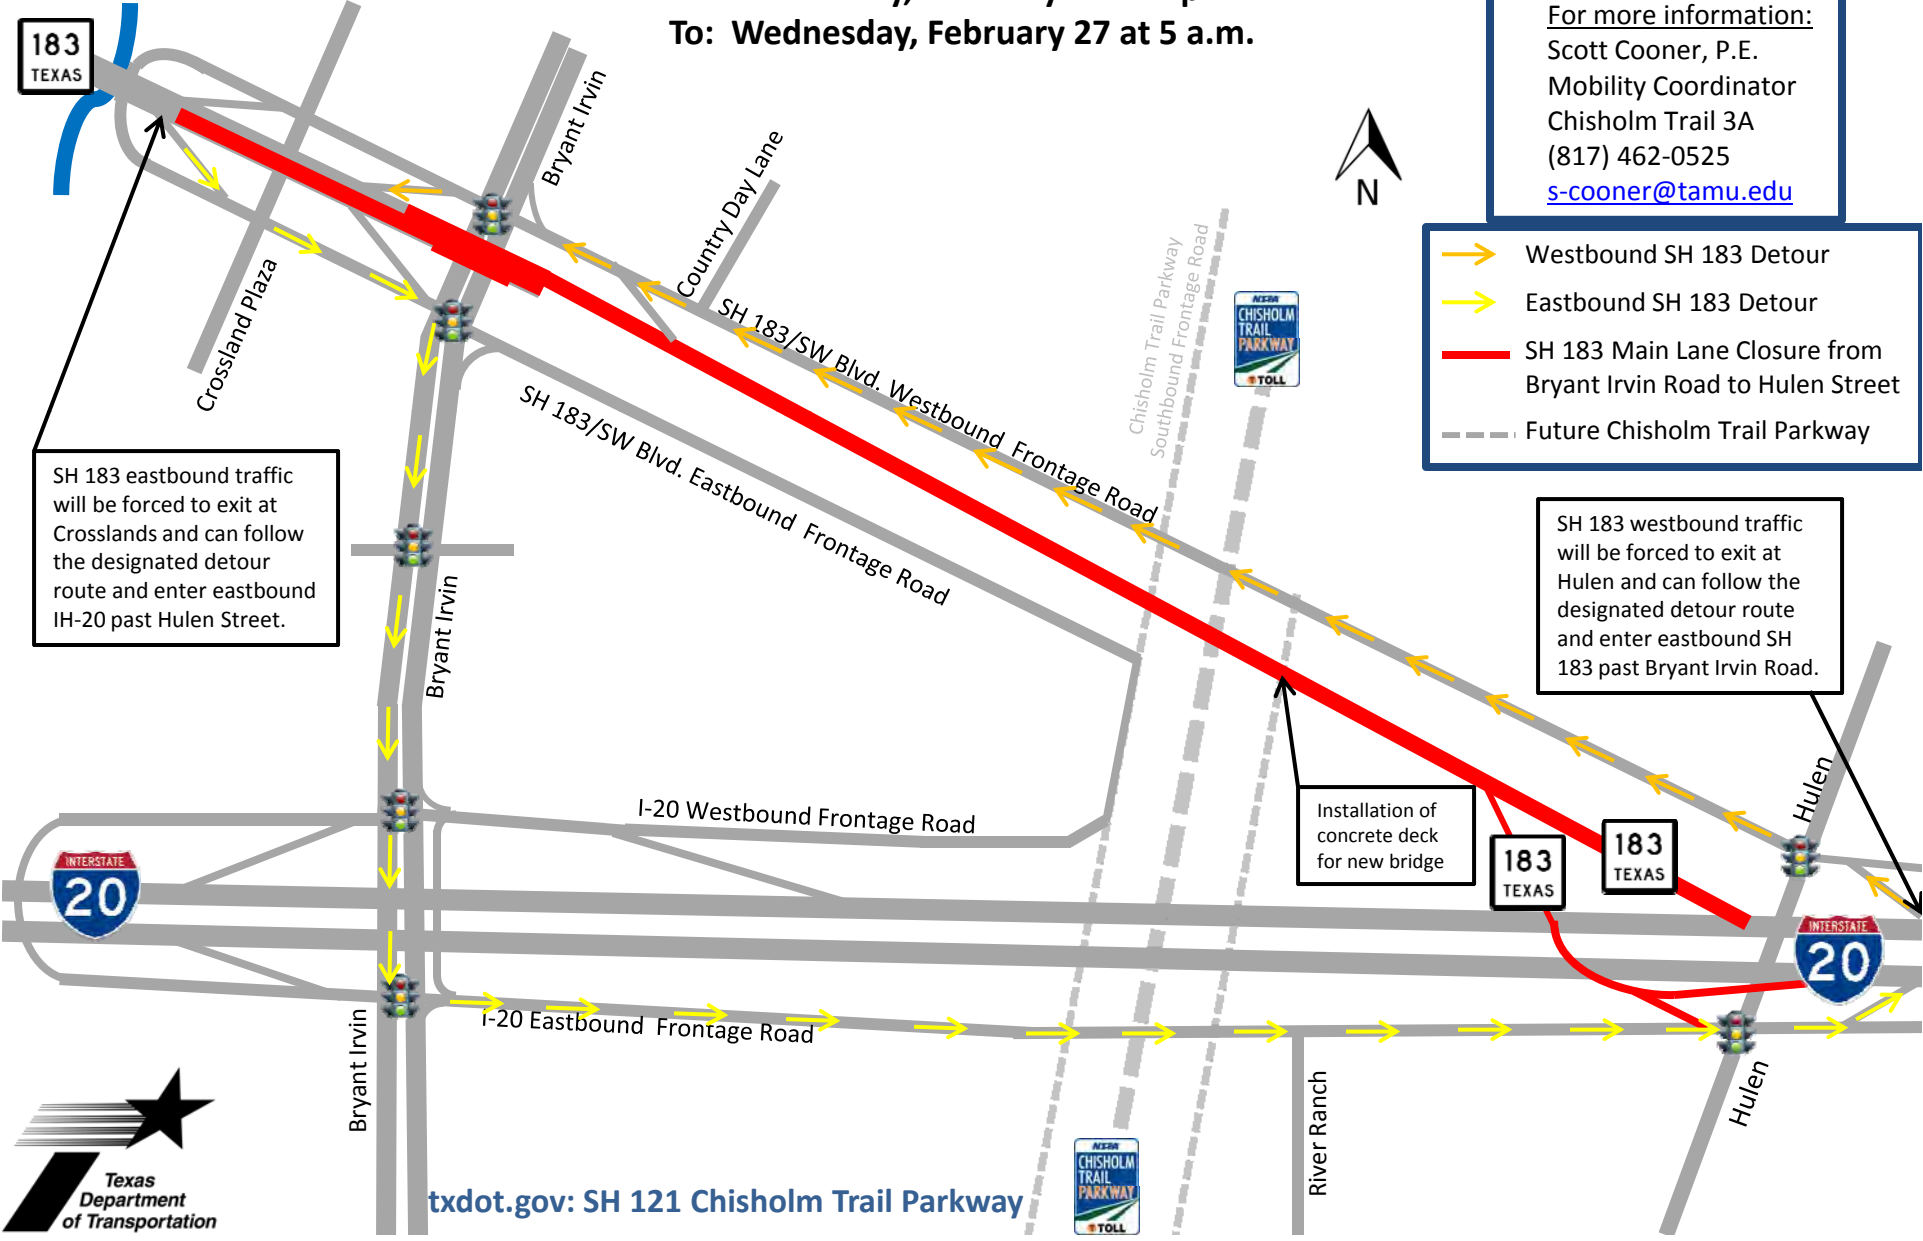 To:  Wednesday, February 27 at 5 a.m.
For more information:
Scott Cooner, P.E.
Mobility Coordinator
Chisholm Trail 3A
(817) 462-0525
s-cooner@tamu.edu
183
TEXAS
Bryant Irvin
Country Day Lane
N
Westbound SH 183 Detour
Eastbound SH 183 Detour
SH 183 Main Lane Closure from
Bryant Irvin Road to Hulen Street
Future Chisholm Trail Parkway
Crossland Plaza
SH 183/SW Blvd. Westbound  Frontage Road
SH 183/SW Blvd. Eastbound  Frontage Road
Chisholm Trail Parkway
Southbound Frontage Road
NTTA
CHISHOLM
TRAIL
PARKWAY
TOLL
SH 183 eastbound traffic
will be forced to exit at
Crosslands and can follow
the designated detour
route and enter eastbound
IH-20 past Hulen Street.
SH 183 westbound traffic
will be forced to exit at
Hulen and can follow the
designated detour route
and enter eastbound SH
183 past Bryant Irvin Road.
Bryant Irvin
Hulen
I-20 Westbound Frontage Road
Installation of
concrete deck
for new bridge
183
TEXAS
183
TEXAS
INTERSTATE
20
INTERSTATE
20
I-20 Eastbound  Frontage Road
Bryant Irvin
River Ranch
Hulen
Texas
Department
of Transportation
txdot.gov: SH 121 Chisholm Trail Parkway
NTTA
CHISHOLM
TRAIL
PARKWAY
TOLL